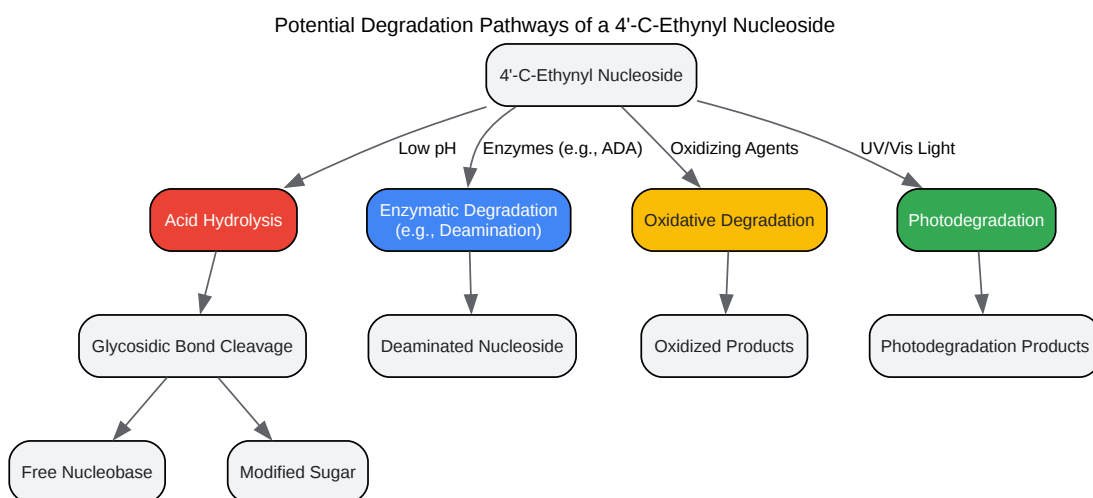 Potential Degradation Pathways of a 4'-C-Ethynyl Nucleoside
4'-C-Ethynyl Nucleoside
Low pH
Enzymes (e.g., ADA)
Oxidizing Agents
UV/Vis Light
Acid Hydrolysis
Enzymatic Degradation
(e.g., Deamination)
Oxidative Degradation
Photodegradation
Glycosidic Bond Cleavage
Deaminated Nucleoside
Oxidized Products
Photodegradation Products
Free Nucleobase
Modified Sugar